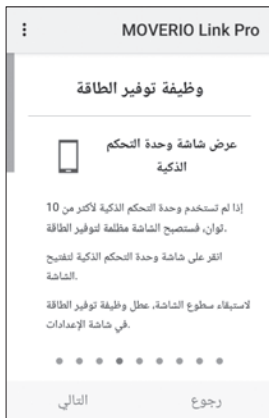 MOVERIO Link Pro
وظيفة توفير الطاقة
عرض شاشة وحدة التحكم
الذكية
إذا لم تستخدم وحدة التحكم الذكية لأكثر من 10
ثوان، فستصبح الشاشة مظلمة لتوفير الطاقة.
انقر على شاشة وحدة التحكم الذكية لتفتيح
الشاشة.
لاستبقاء سطوع الشاشة، عطل وظيفة توفير الطاقة
في شاشة الإعدادات.
رجوع
التالي